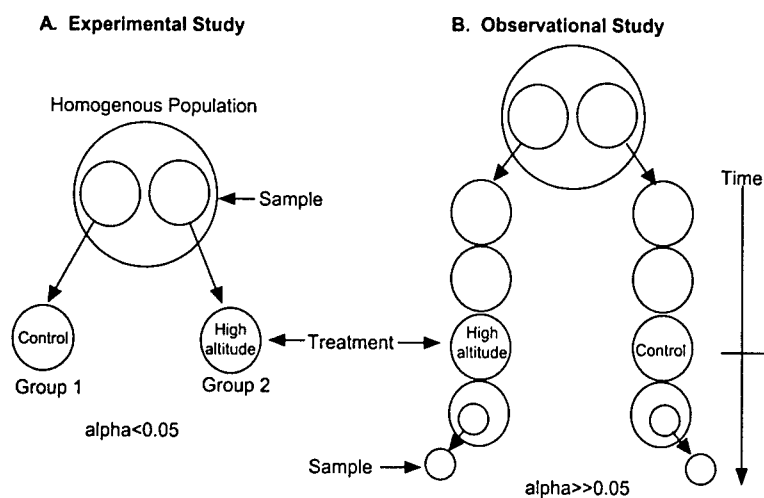 A. Experimental Study
Homogenous Population
Sample
Control
High
altitude
Treatment
Group 1
Group 2
alpha<0.05
B. Observational Study
Time
High
altitude
Control
Sample
alpha>>0.05